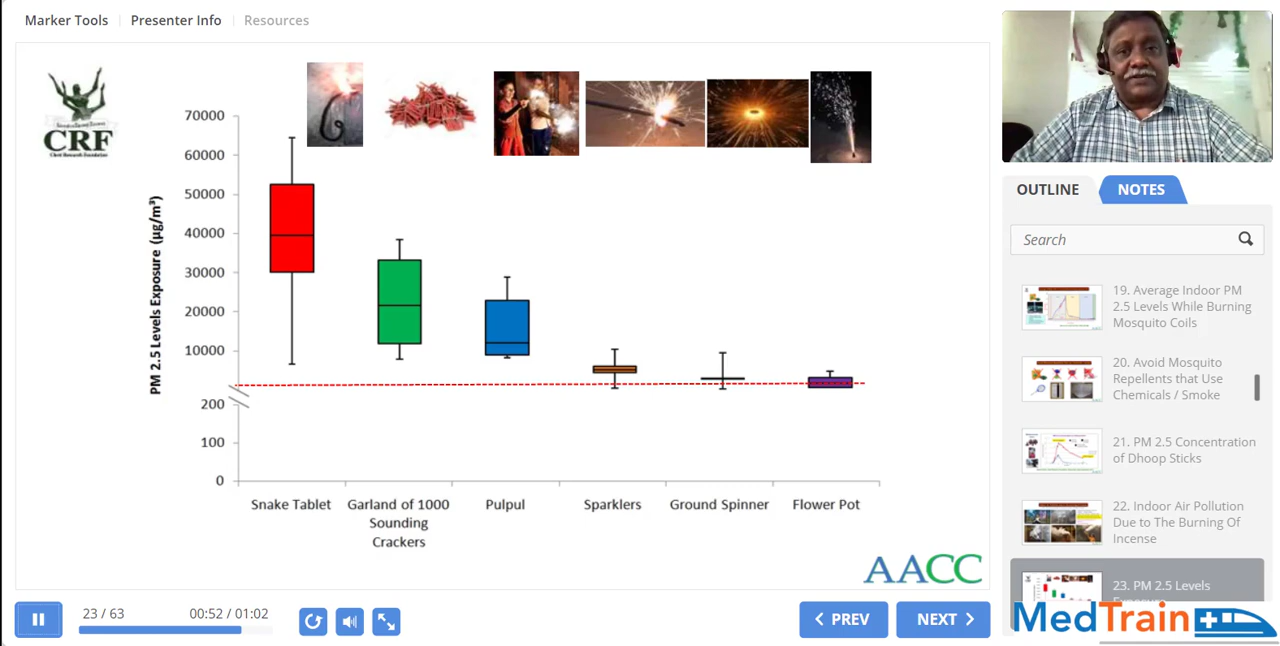 Marker Tools
Presenter Info
Resources
CRF
Chest Research Foundation
PM 2.5 Levels Exposure (µg/m³)
70000
60000
50000
40000
30000
20000
10000
200
100
0
Snake Tablet
Garland of 1000
Sounding
Crackers
Pulpul
Sparklers
Ground Spinner
Flower Pot
AACC
23 / 63
00:52 / 01:02
PREV
NEXT
OUTLINE
NOTES
Search
19. Average Indoor PM
2.5 Levels While Burning
Mosquito Coils
20. Avoid Mosquito
Repellents that Use
Chemicals / Smoke
21. PM 2.5 Concentration
of Dhoop Sticks
22. Indoor Air Pollution
Due to The Burning Of
Incense
23. PM 2.5 Levels
Exposure
MedTrain